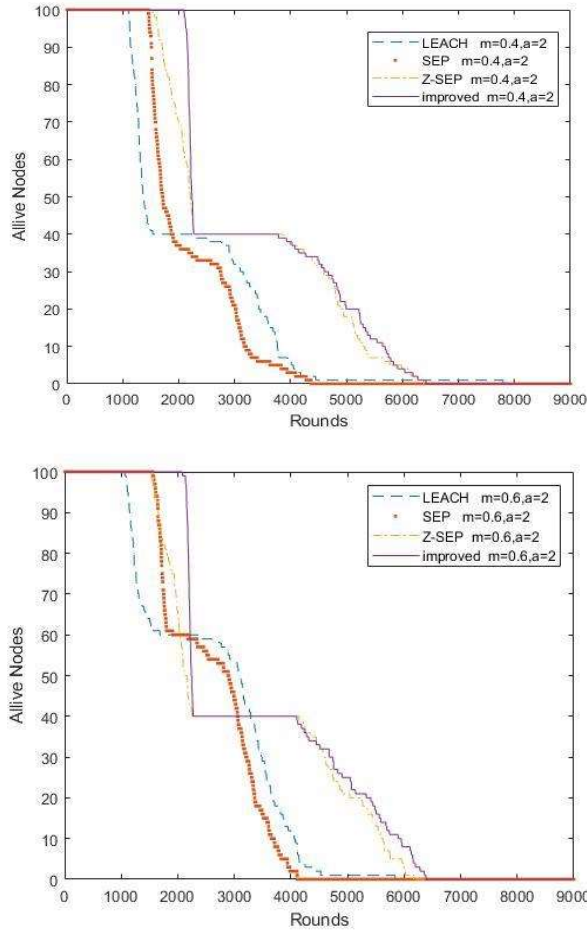 100
90
80
70
60
50
40
30
20
10
0
Allive Nodes
LEACH m=0.4,a=2
SEP m=0.4,a=2
Z-SEP m=0.4,a=2
improved m=0.4,a=2
0 1000 2000 3000 4000 5000 6000 7000 8000 9000
Rounds
100
90
80
70
60
50
40
30
20
10
0
Allive Nodes
LEACH m=0.6,a=2
SEP m=0.6,a=2
Z-SEP m=0.6,a=2
improved m=0.6,a=2
0 1000 2000 3000 4000 5000 6000 7000 8000 9000
Rounds